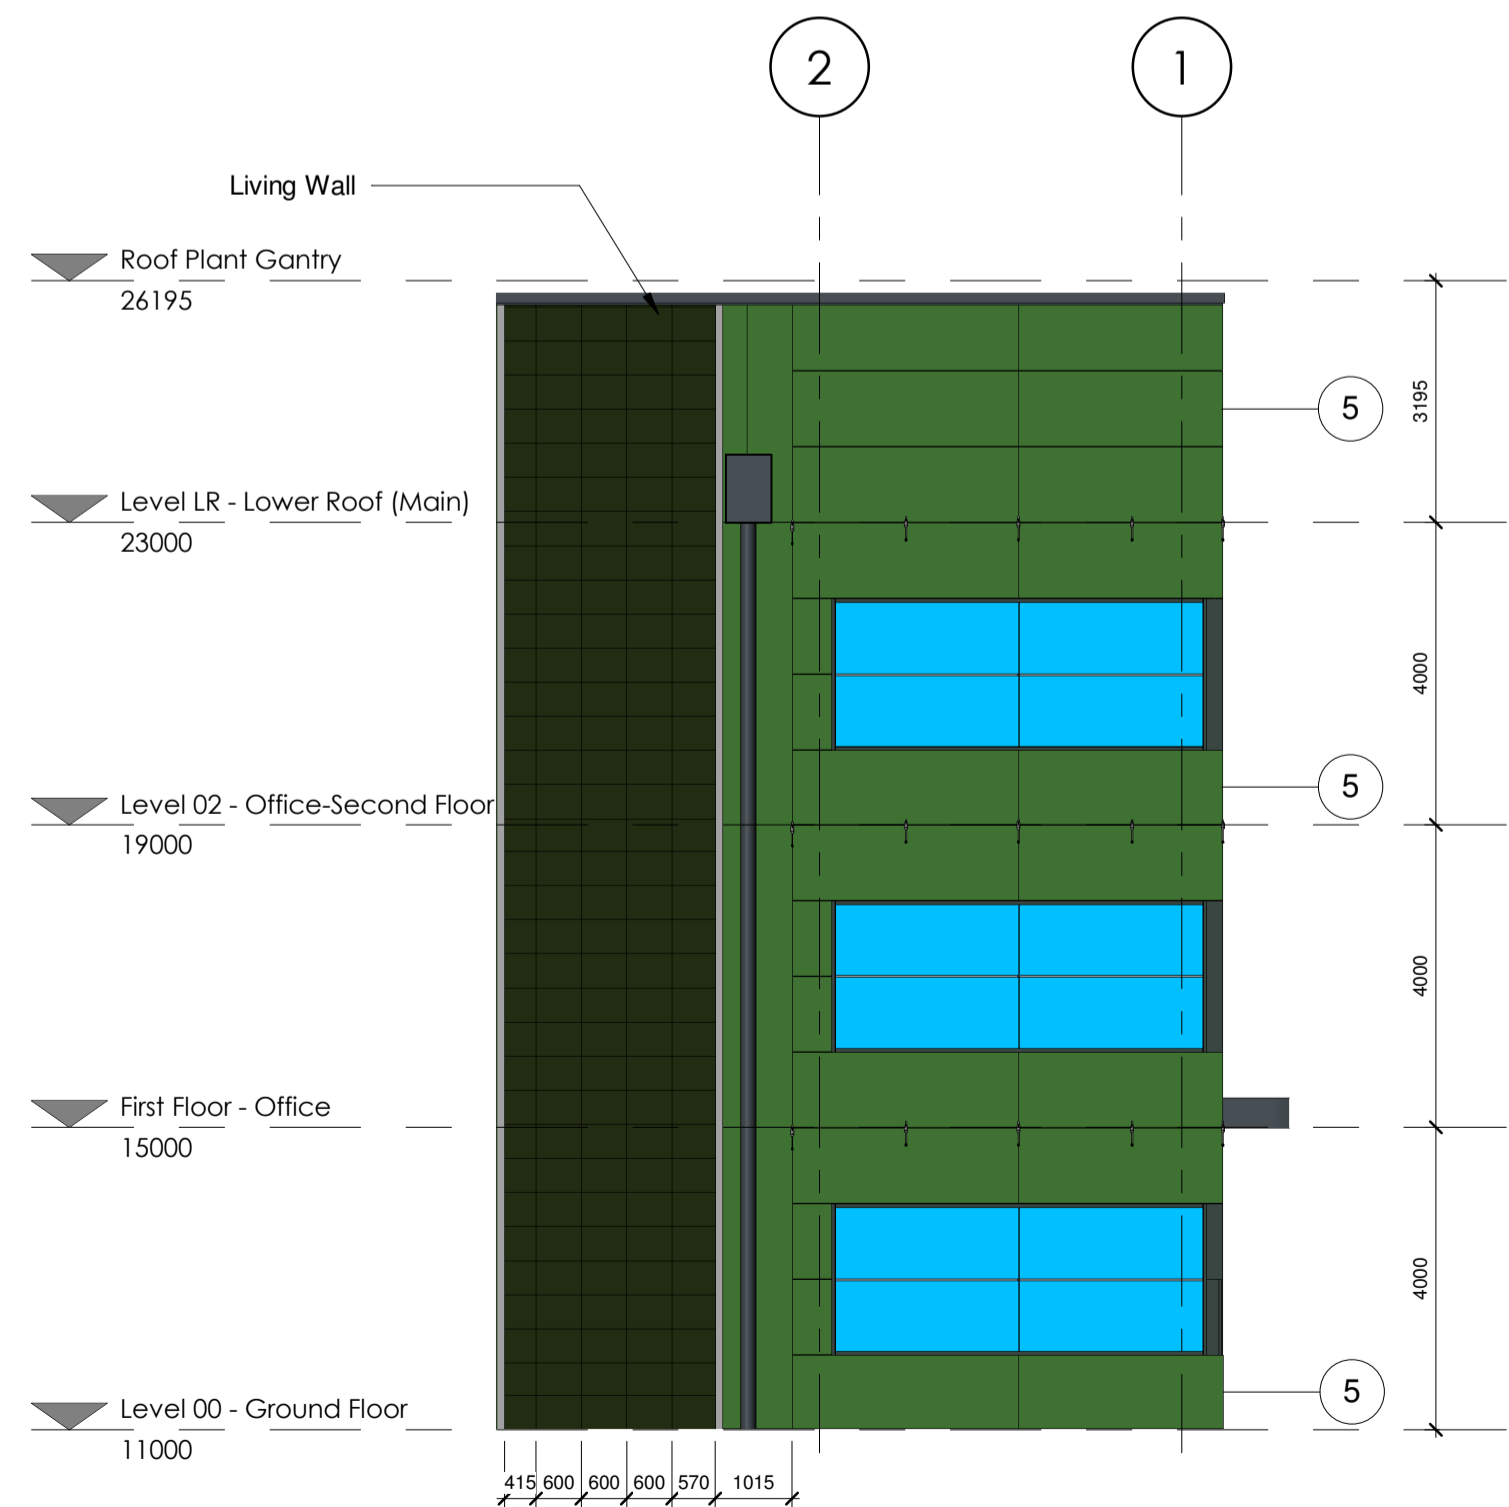 2
1
Living Wall
Roof Plant Gantry
26195
5
3195
Level LR - Lower Roof (Main)
23000
4000
5
Level 02 - Office-Second Floor
19000
4000
First Floor - Office
15000
4000
5
Level 00 - Ground Floor
11000
415 600 600 600 570 1015